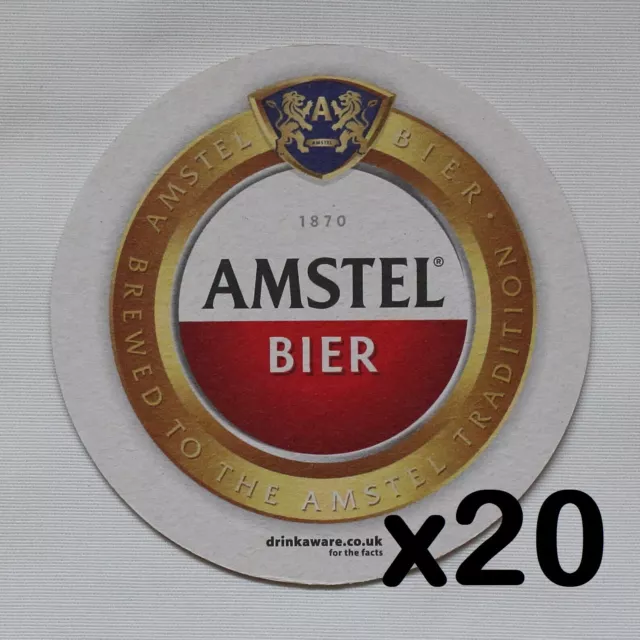 A
AMSTEL
AMSTEL BIER •
BREWED TO THE AMSTEL TRADITION
1870
AMSTEL®
BIER
drinkaware.co.uk
for the facts
x20